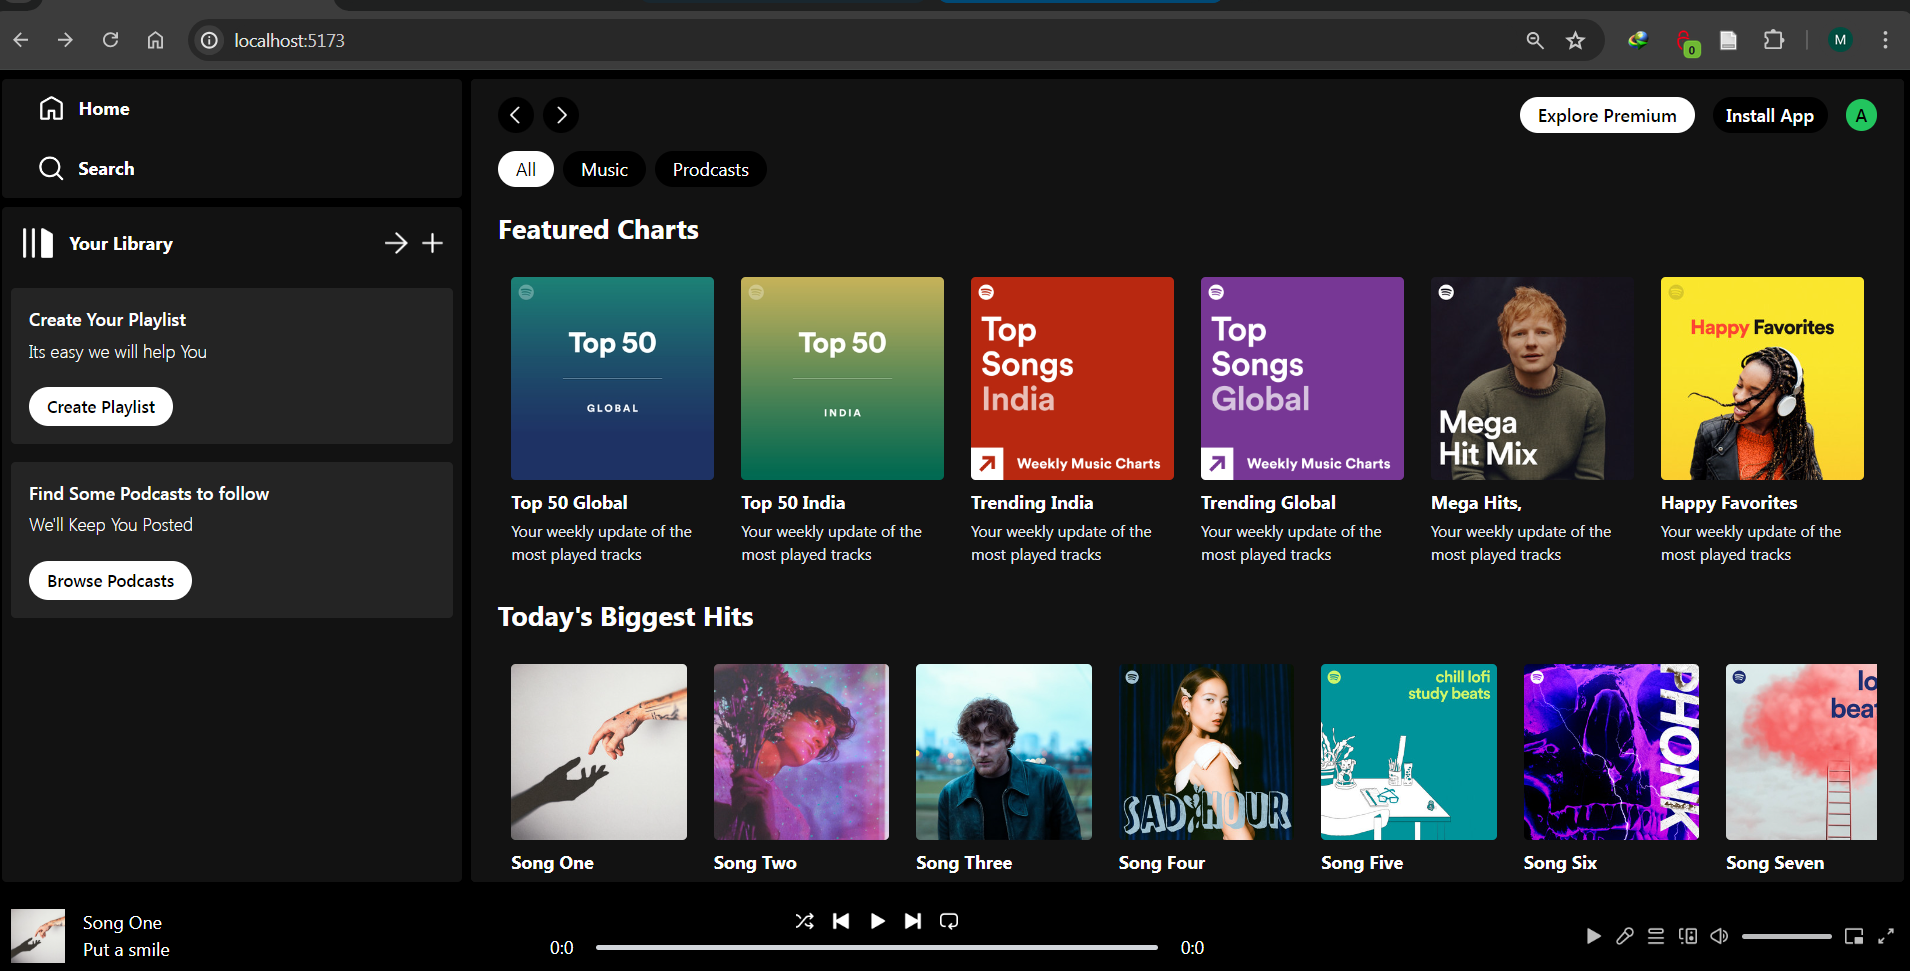 localhost:5173
M
0
Home
Search
Your Library
Create Your Playlist
Its easy we will help You
Create Playlist
Find Some Podcasts to follow
We'll Keep You Posted
Browse Podcasts
Explore Premium
Install App
A
All
Music
Prodcasts
Featured Charts
Top 50
GLOBAL
Top 50 Global
Your weekly update of the
most played tracks
Top 50
INDIA
Top 50 India
Your weekly update of the
most played tracks
Top
Songs
India
Weekly Music Charts
Trending India
Your weekly update of the
most played tracks
Top
Songs
Global
Weekly Music Charts
Trending Global
Your weekly update of the
most played tracks
Mega
Hit Mix
Mega Hits,
Your weekly update of the
most played tracks
Happy Favorites
Happy Favorites
Your weekly update of the
most played tracks
Today's Biggest Hits
Song One
Song Two
Song Three
SAD HOUR
Song Four
chill lofi
study beats
Song Five
PHONK
Song Six
lo
beat
Song Seven
Song One
Put a smile
0:0
0:0